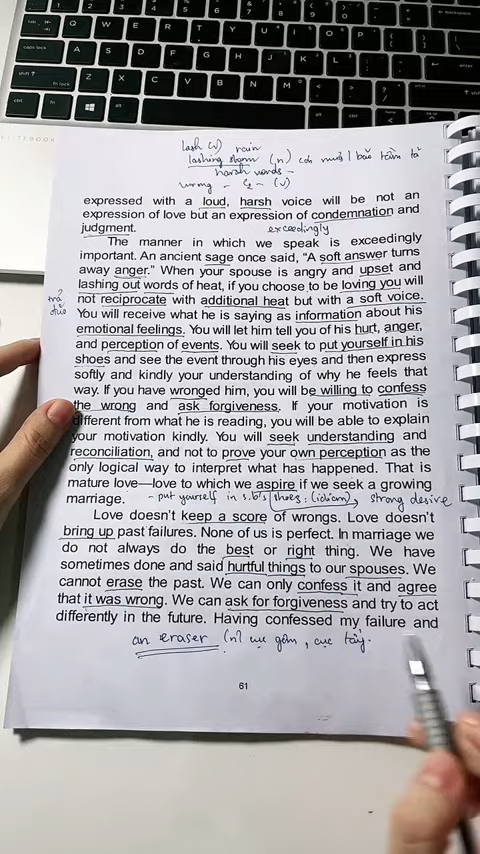 ELITEBOOK
lash (v)
lashing storm (n) cơn mưa / bão tầm tã
harsh words -
wrong - (v)
expressed with a loud, harsh voice will be not an
expression of love but an expression of condemnation and
judgment.
exceedingly
The manner in which we speak is exceedingly
important. An ancient sage once said, “A soft answer turns
away anger.” When your spouse is angry and upset and
lashing out words of heat, if you choose to be loving you will
not reciprocate with additional heat but with a soft voice.
You will receive what he is saying as information about his
emotional feelings. You will let him tell you of his hurt, anger,
and perception of events. You will seek to put yourself in his
shoes and see the event through his eyes and then express
softly and kindly your understanding of why he feels that
way. If you have wronged him, you will be willing to confess
the wrong and ask forgiveness. If your motivation is
different from what he is reading, you will be able to explain
your motivation kindly. You will seek understanding and
reconciliation, and not to prove your own perception as the
only logical way to interpret what has happened. That is
mature love—love to which we aspire if we seek a growing
marriage.
- put yourself in s.b's shoes : (idiom)
strong desire
Love doesn’t keep a score of wrongs. Love doesn’t
bring up past failures. None of us is perfect. In marriage we
do not always do the best or right thing. We have
sometimes done and said hurtful things to our spouses. We
cannot erase the past. We can only confess it and agree
that it was wrong. We can ask for forgiveness and try to act
differently in the future. Having confessed my failure and
an eraser (n) cục gôm, cục tẩy.
61